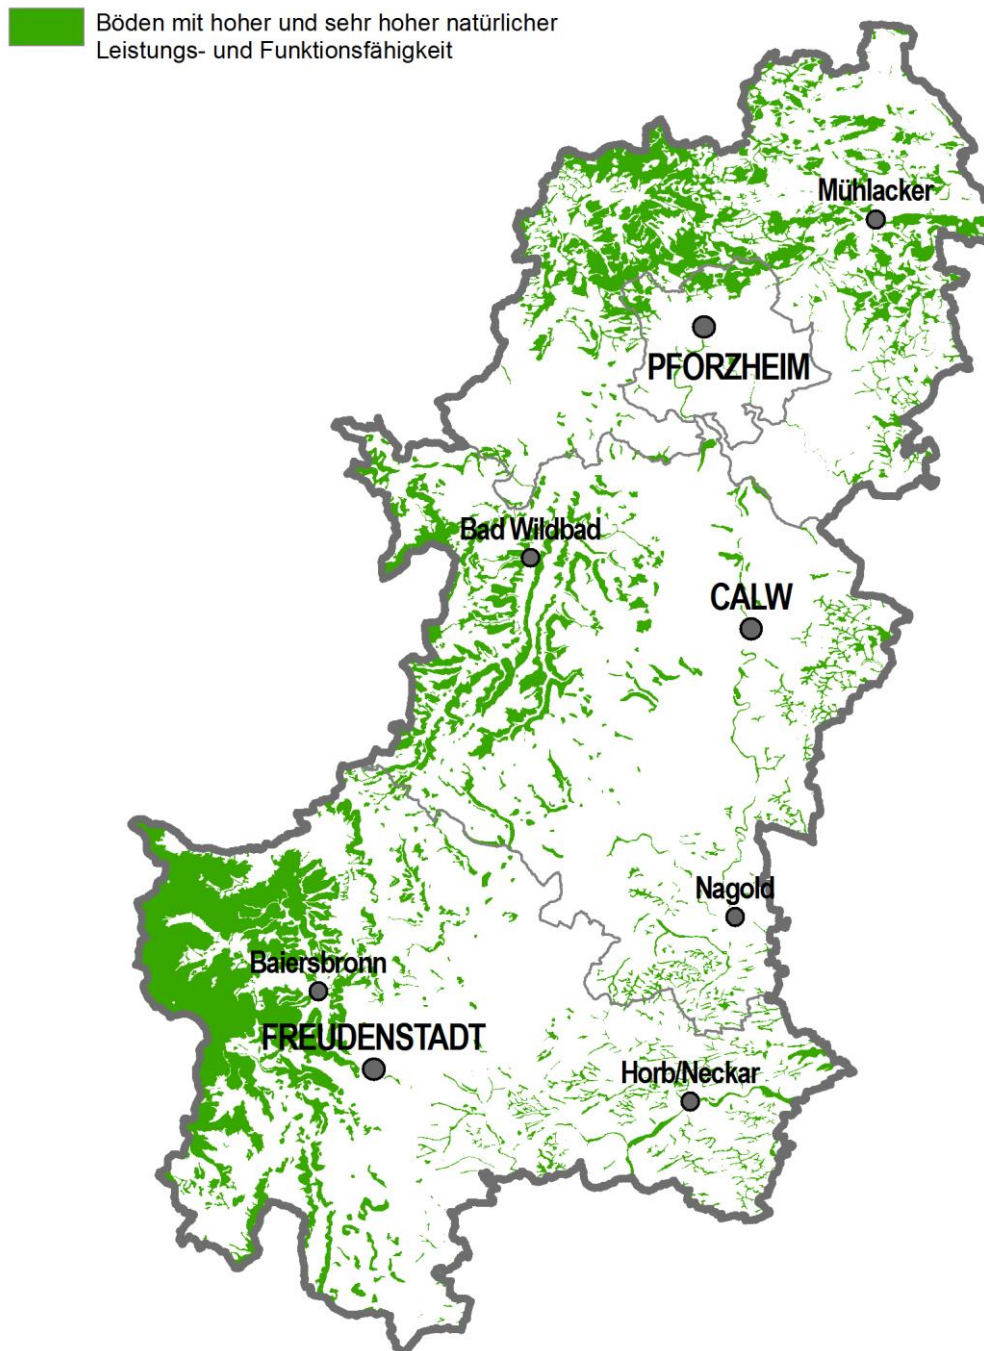 Böden mit hoher und sehr hoher natürlicher
Leistungs- und Funktionsfähigkeit
Mühlacker
PFORZHEIM
Bad Wildbad
CALW
Nagold
Baiersbronn
FREUDENSTADT
Horb/Neckar